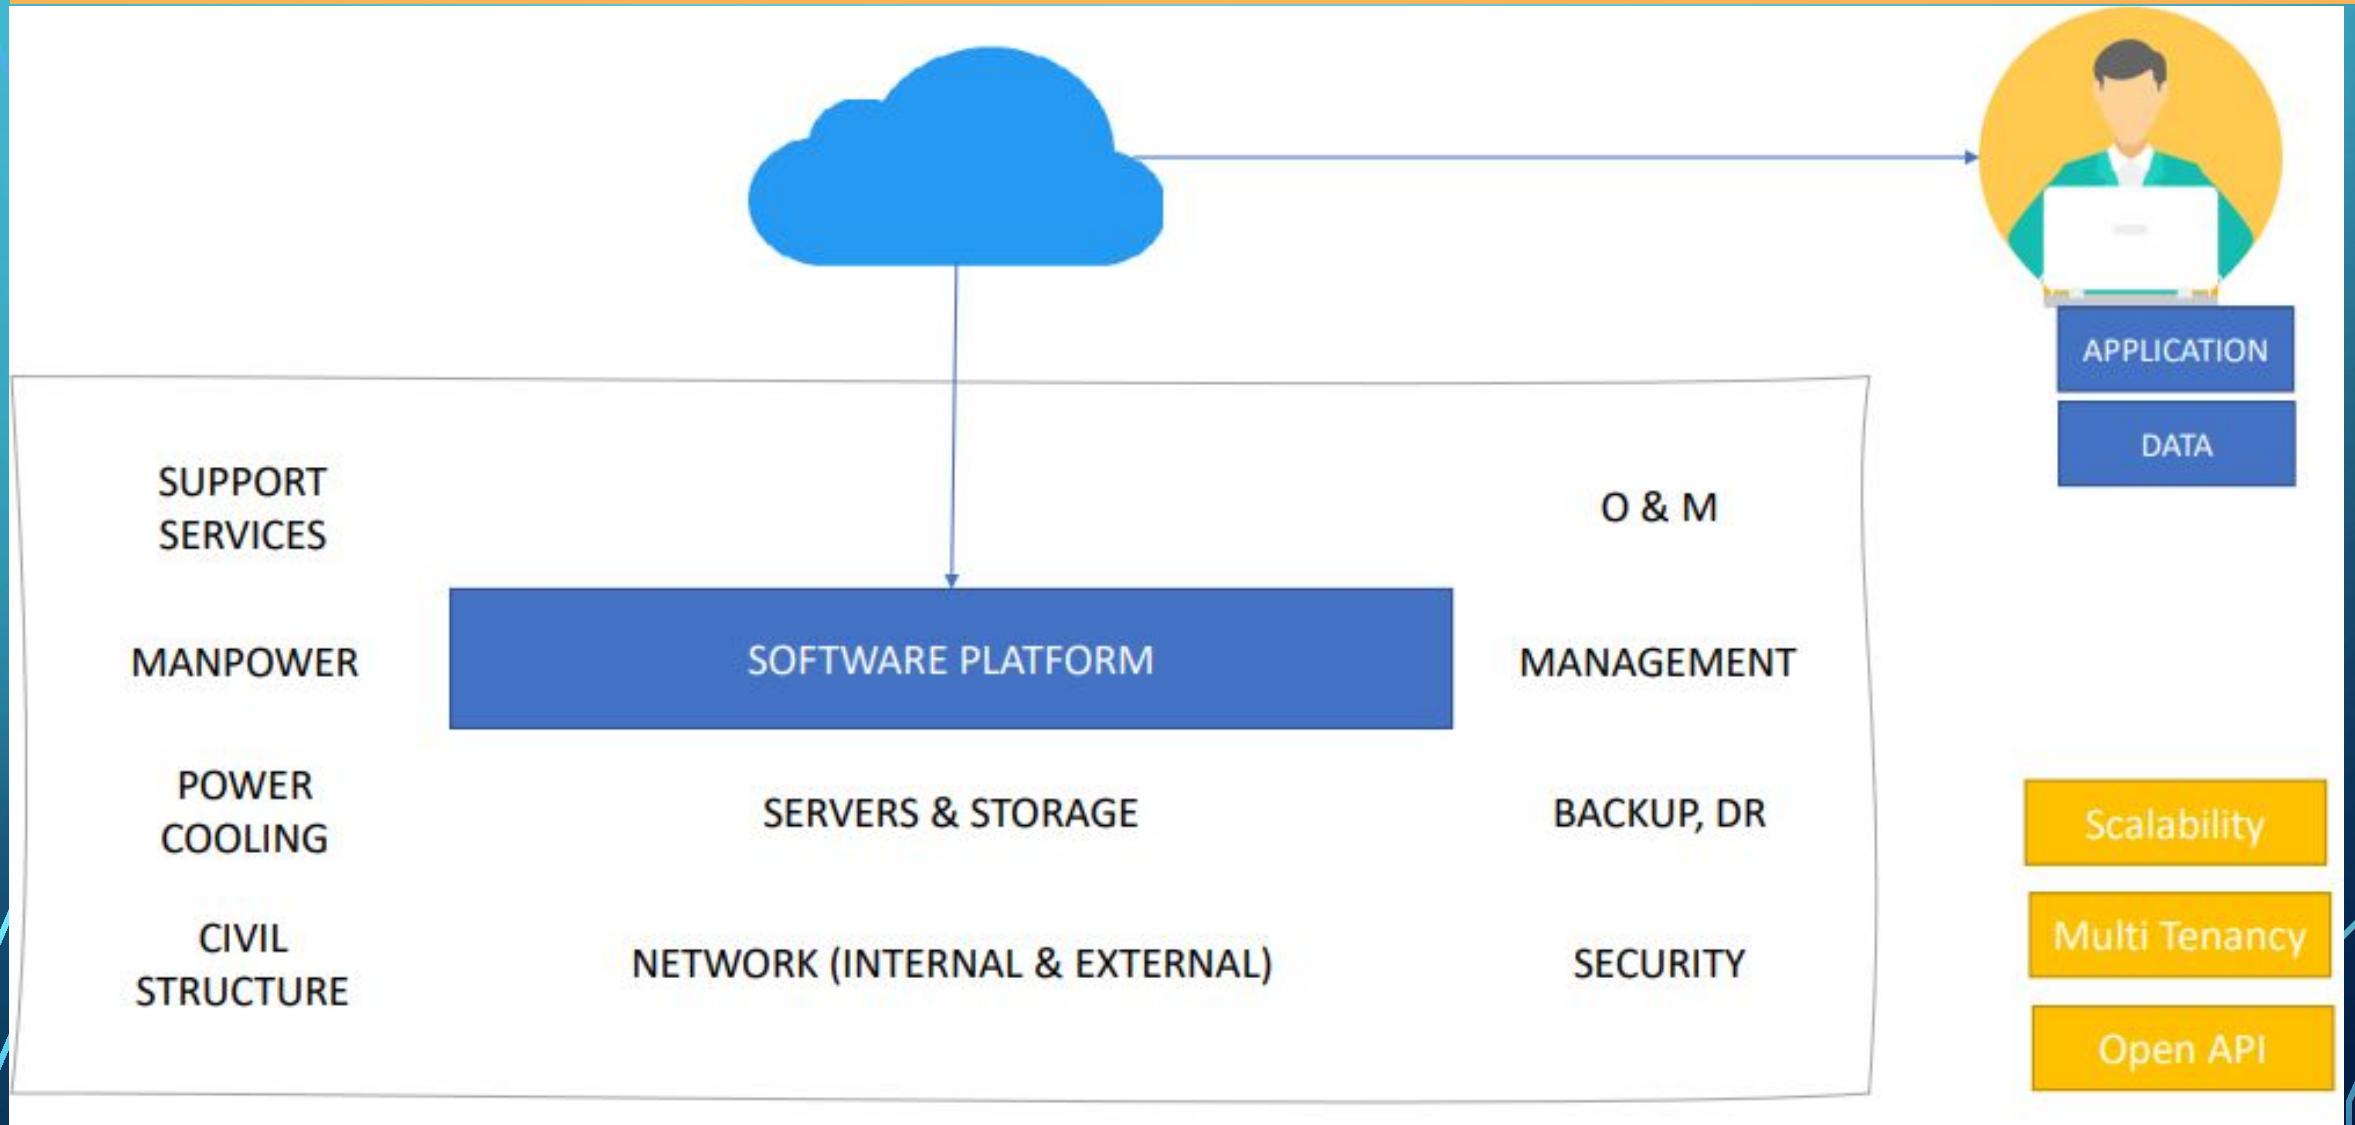 APPLICATION
DATA
SUPPORT
SERVICES
O & M
MANPOWER
SOFTWARE PLATFORM
MANAGEMENT
POWER
COOLING
SERVERS & STORAGE
BACKUP, DR
CIVIL
STRUCTURE
NETWORK (INTERNAL & EXTERNAL)
SECURITY
Scalability
Multi Tenancy
Open API